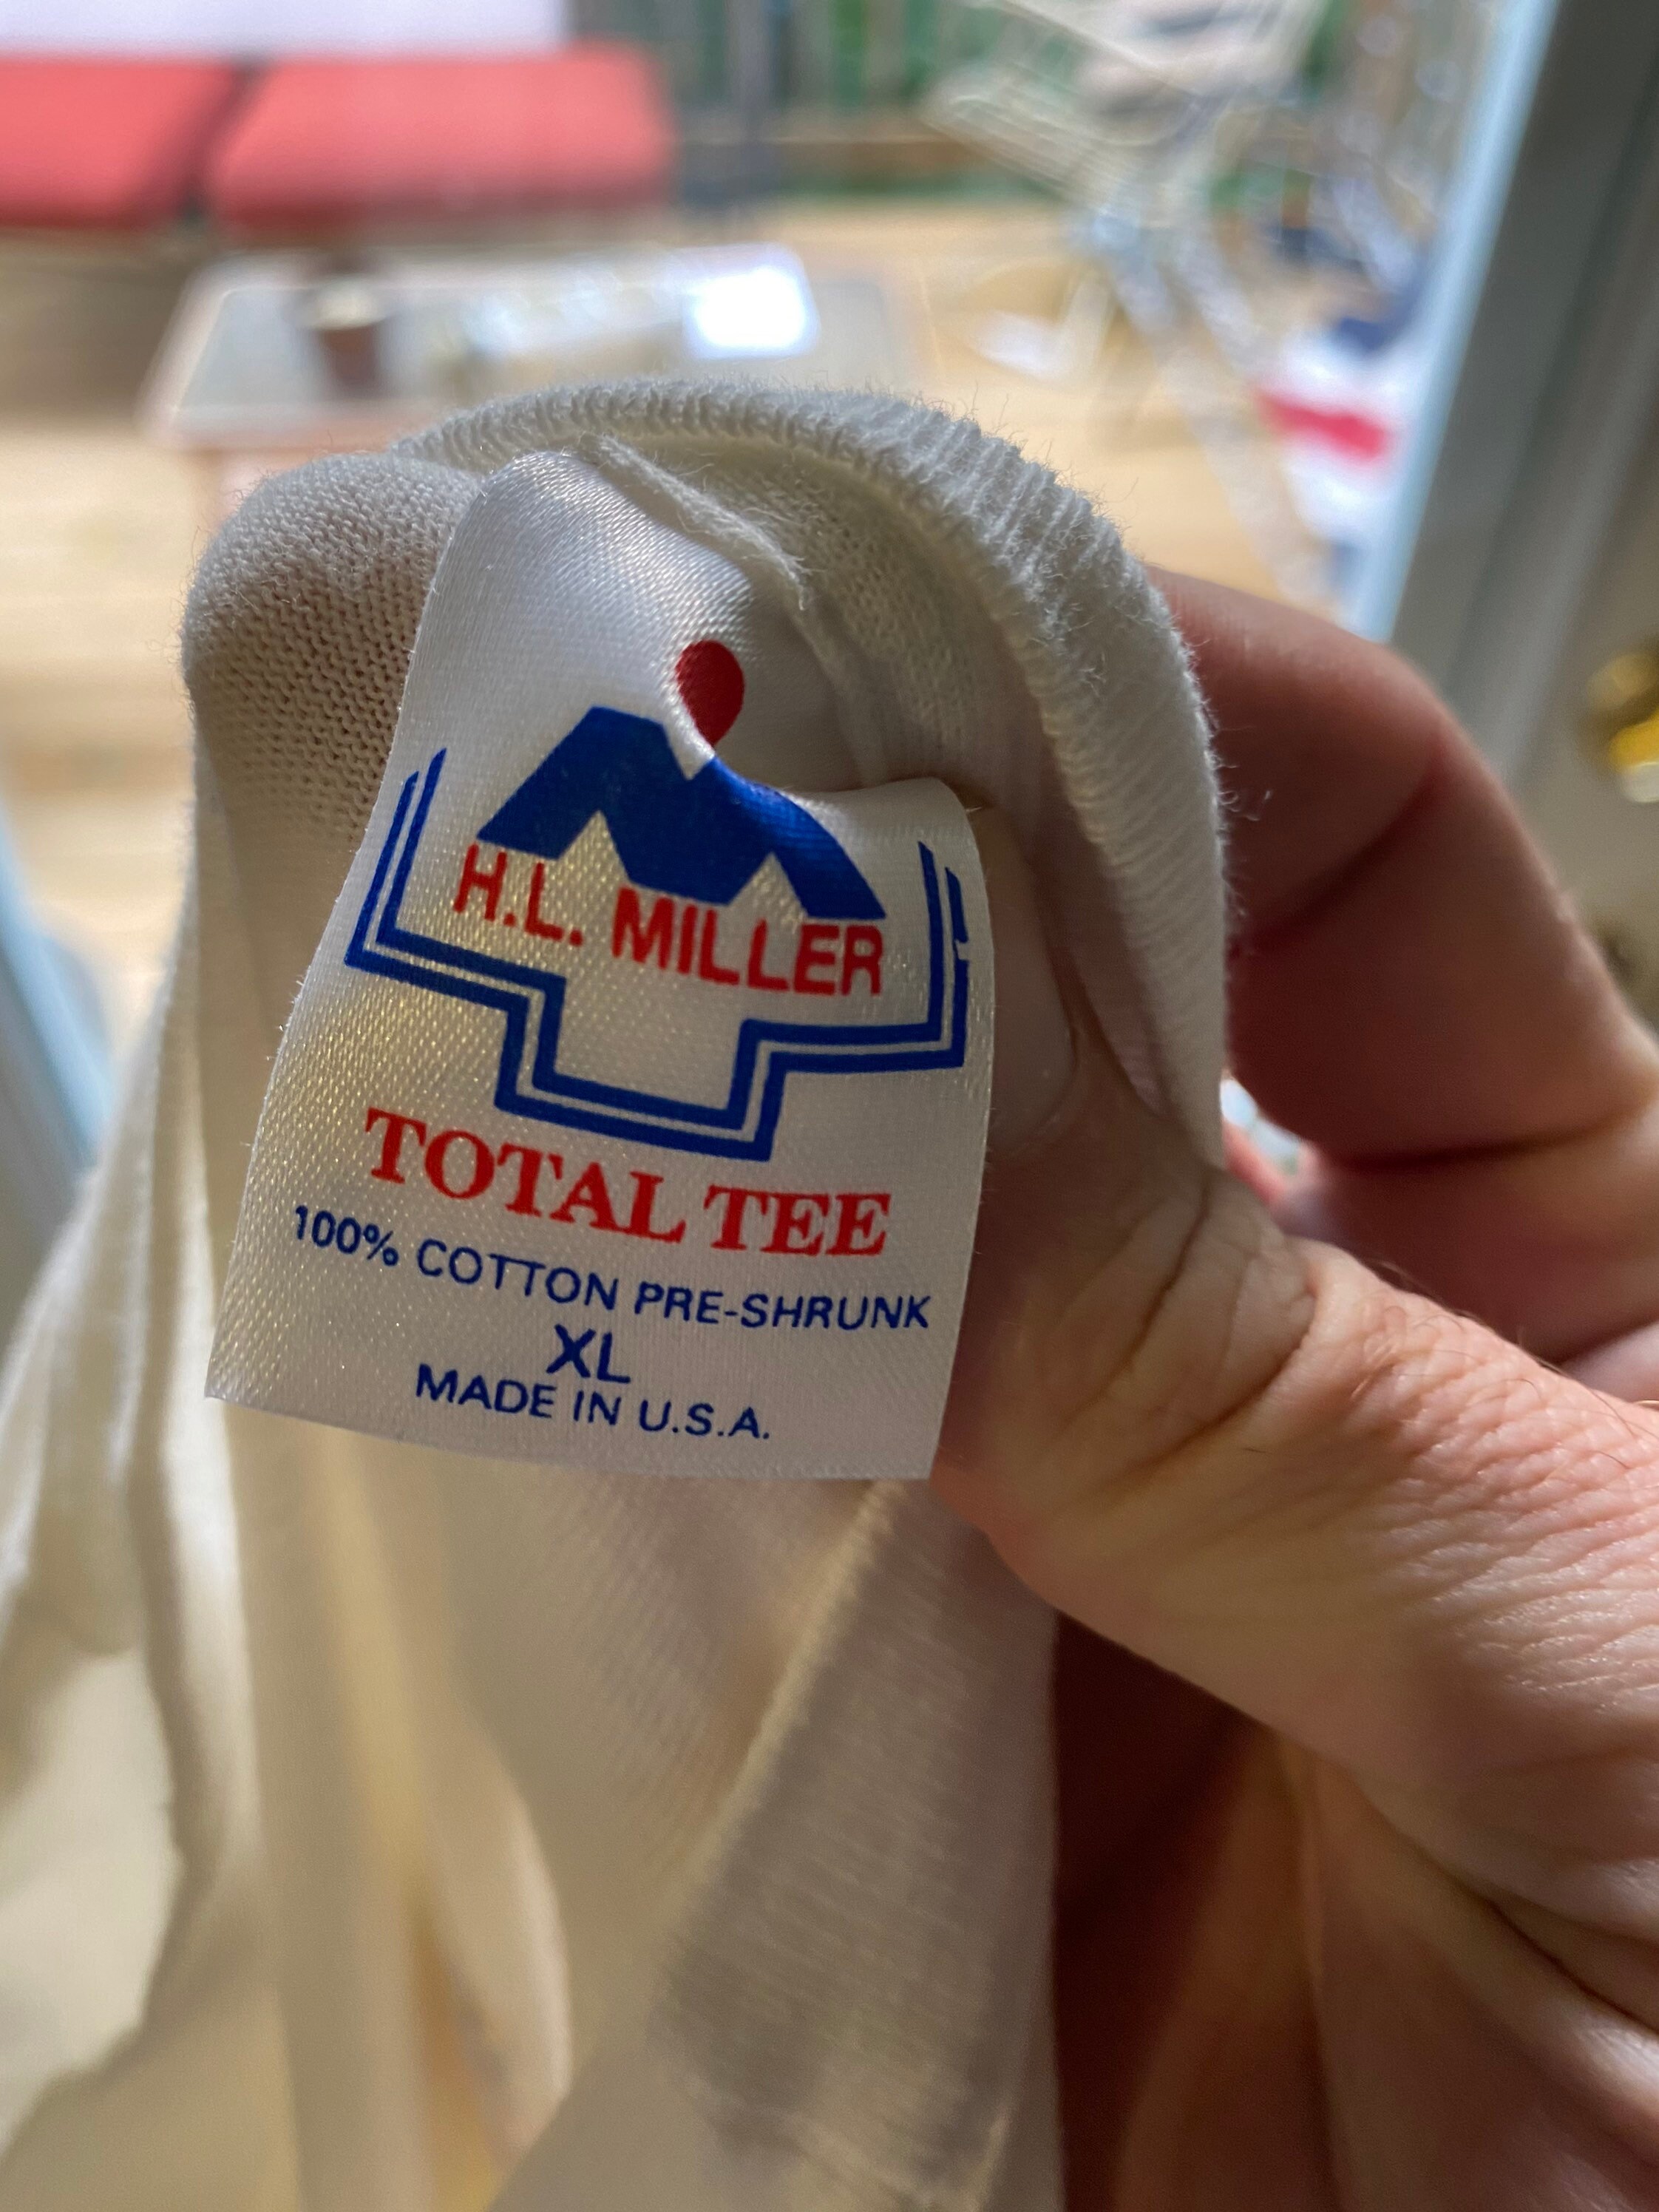 H.L. MILLER
TOTAL TEE
100% COTTON PRE-SHRUNK
XL
MADE IN U.S.A.